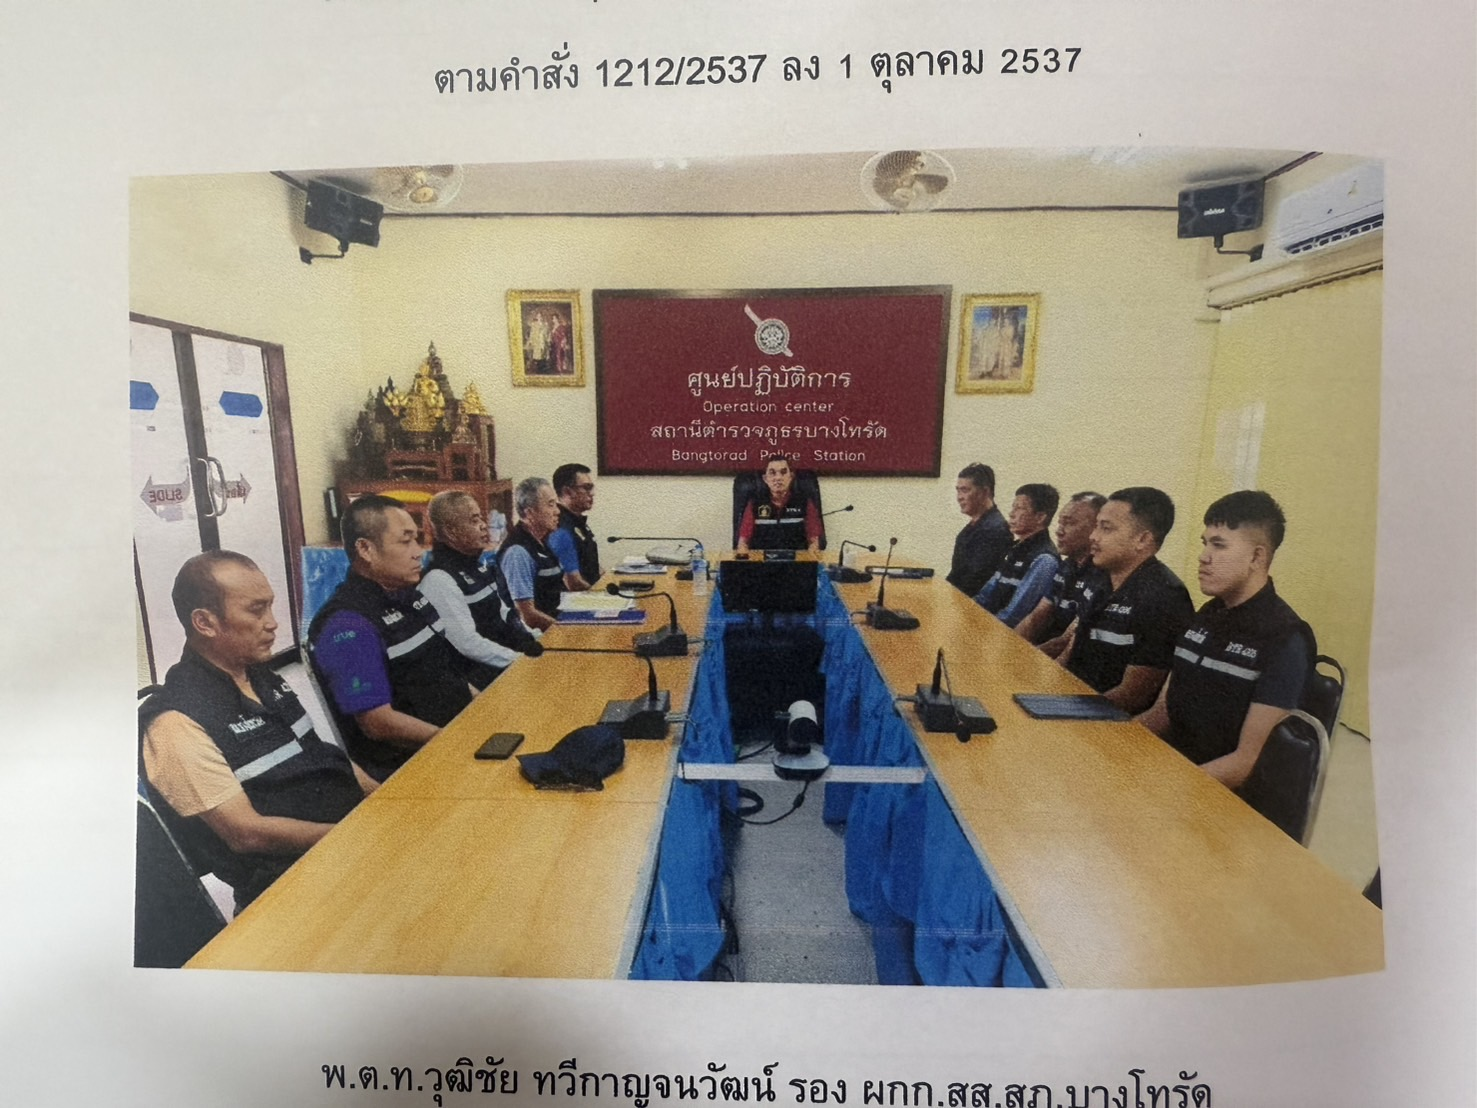 ตามคำสั่ง 1212/2537 ลง 1 ตุลาคม 2537
ศูนย์ปฏิบัติการ
Operation center
สถานีตำรวจภูธรบางโทรัด
Bangtorad Police Station
SLIDE
พ.ต.ท.วุฒิชัย ทวีกาญจนวัฒน์ รอง ผกก.สส.สภ.บางโทรัด